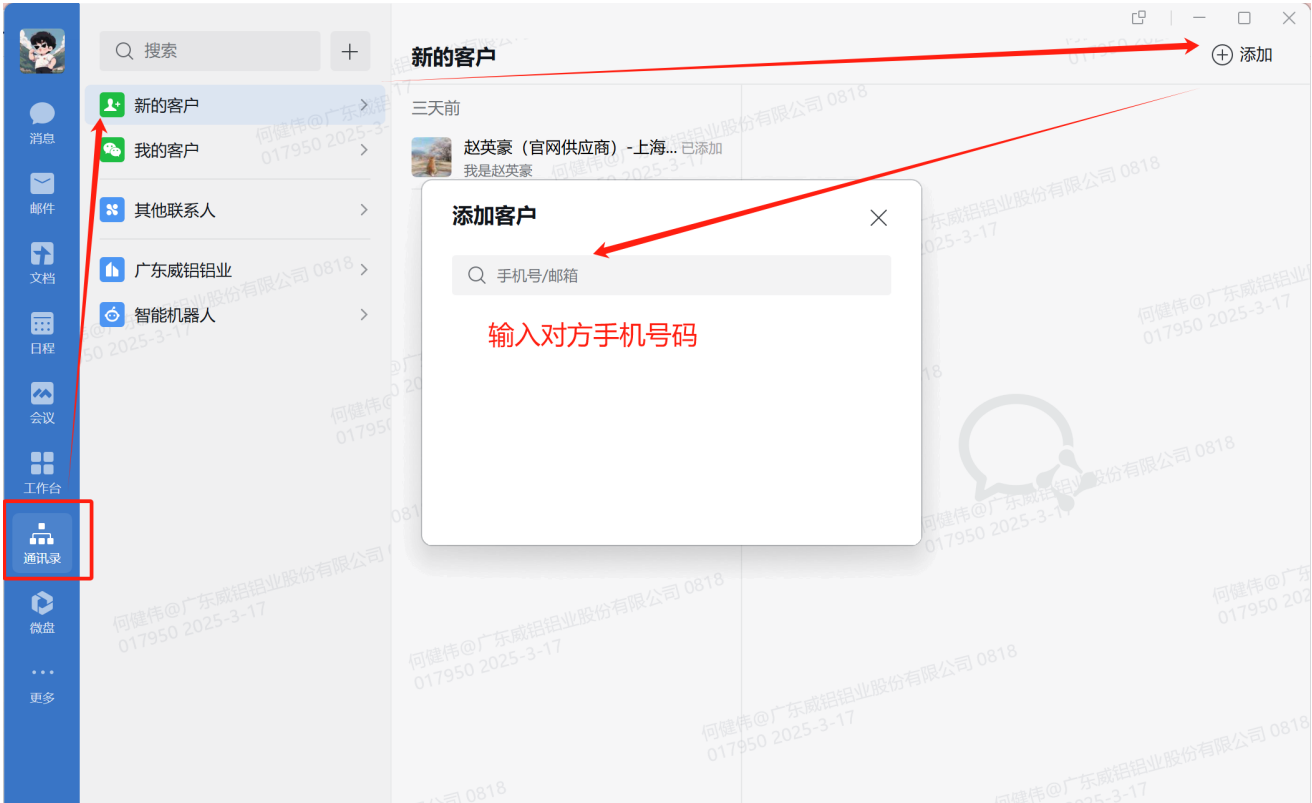 搜索
新的客户
添加
消息
邮件
文档
日程
会议
工作台
通讯录
微盘
更多
新的客户
我的客户
其他联系人
广东威铝铝业
智能机器人
三天前
赵英豪（官网供应商）-上海... 已添加
我是赵英豪
添加客户
手机号/邮箱
输入对方手机号码
何健伟@广东威铝铝业股份有限公司 0818
017950 2025-3-17